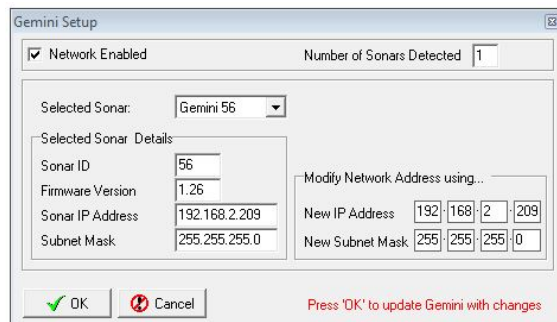 Gemini Setup
Network Enabled
Number of Sonars Detected 1
Selected Sonar: Gemini 56
Selected Sonar Details
Sonar ID 56
Firmware Version 1.26
Sonar IP Address 192.168.2.209
Subnet Mask 255.255.255.0
Modify Network Address using...
New IP Address 192 · 168 · 2 · 209
New Subnet Mask 255 · 255 · 255 · 0
OK
Cancel
Press 'OK' to update Gemini with changes